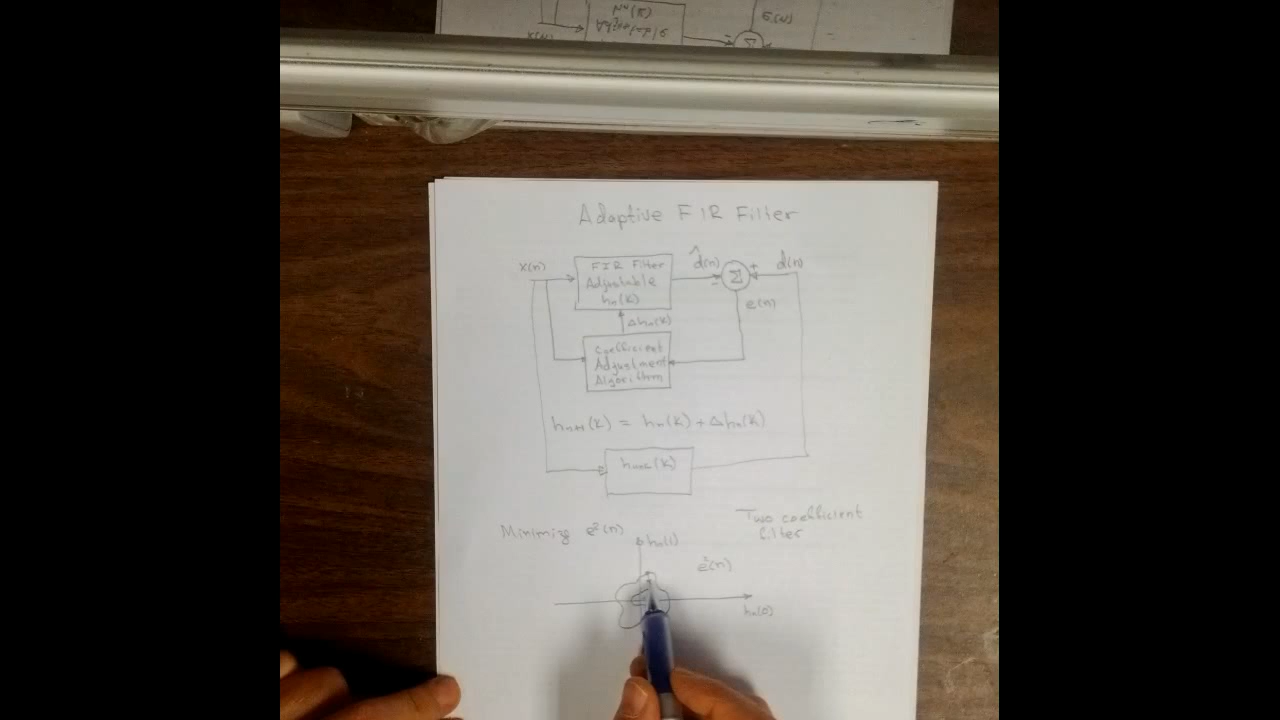 Adaptive FIR Filter
x(n)
FIR Filter
Adjustable
hn(k)
d̂(n)
+
-
Σ
d(n)
e(n)
Δhn(k)
Coefficient
Adjustment
Algorithm
hn+1(k) = hn(k) + Δhn(k)
Minimize e²(n)
Two coefficient
filter
hn(1)
e²(n)
hn(0)